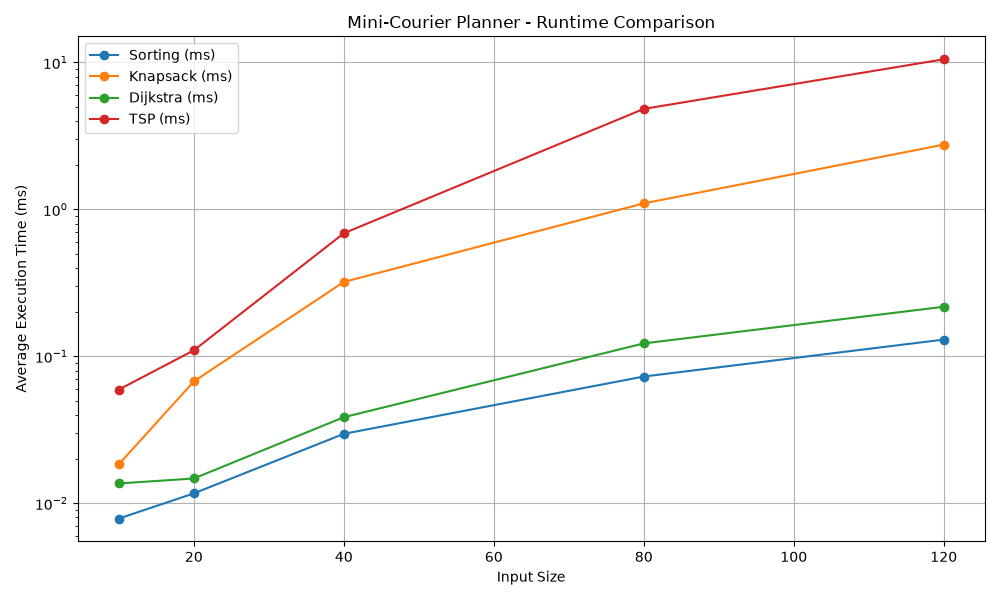 Mini-Courier Planner - Runtime Comparison
Sorting (ms)
Knapsack (ms)
Dijkstra (ms)
TSP (ms)
Average Execution Time (ms)
10¹
10⁰
10⁻¹
10⁻²
20 40 60 80 100 120
Input Size